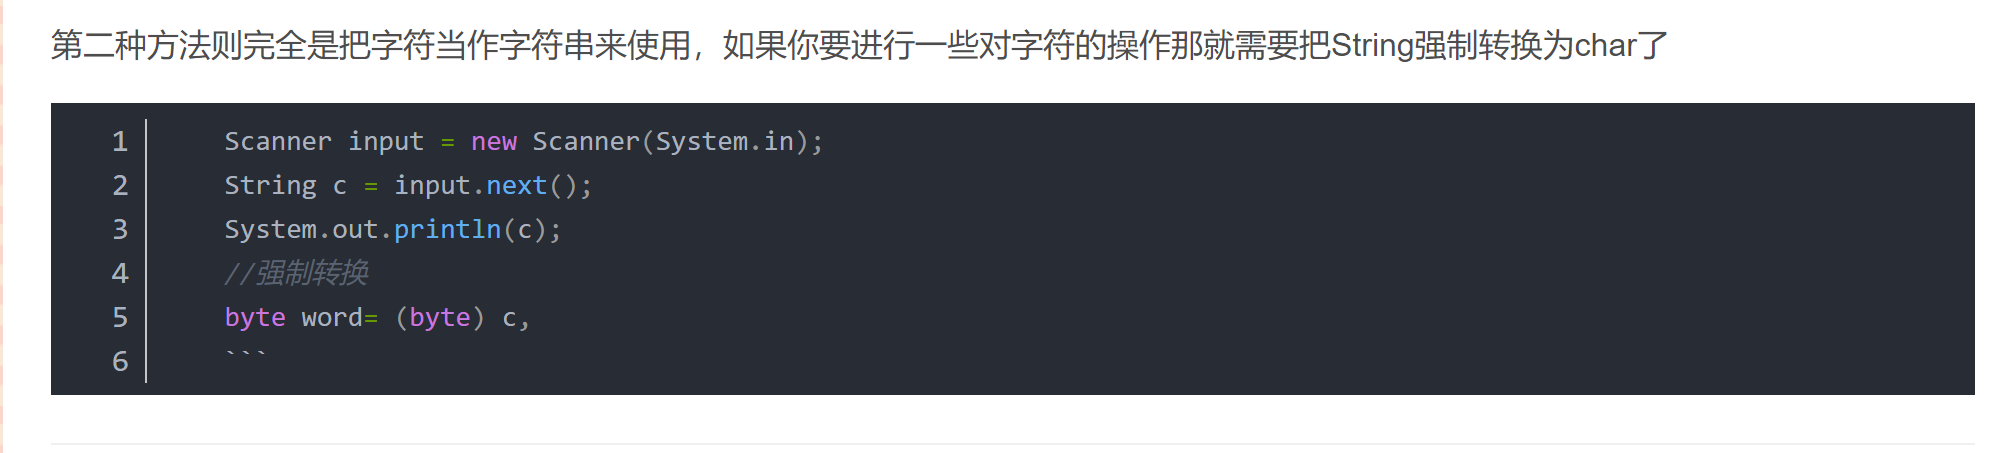 第二种方法则完全是把字符当作字符串来使用，如果你要进行一些对字符的操作那就需要把String强制转换为char了
1 Scanner input = new Scanner(System.in);
2 String c = input.next();
3 System.out.println(c);
4 //强制转换
5 byte word= (byte) c,
6 ```